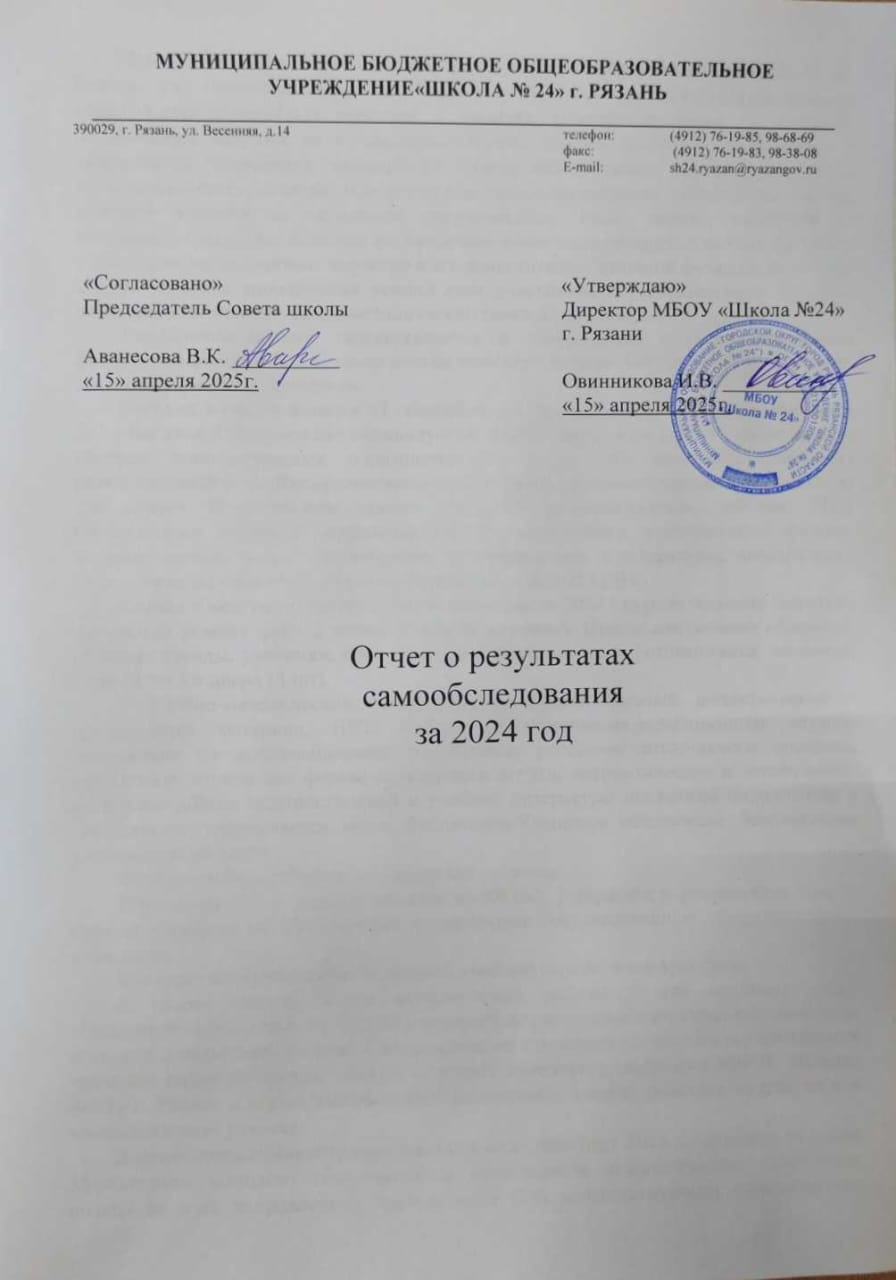 МУНИЦИПАЛЬНОЕ БЮДЖЕТНОЕ ОБЩЕОБРАЗОВАТЕЛЬНОЕ
УЧРЕЖДЕНИЕ«ШКОЛА № 24» г. РЯЗАНЬ
390029, г. Рязань, ул. Весенняя, д.14
телефон: (4912) 76-19-85, 98-68-69
факс: (4912) 76-19-83, 98-38-08
E-mail: sh24.ryazan@ryazangov.ru
«Согласовано»
Председатель Совета школы
Аванесова В.К.
«15» апреля 2025г.
«Утверждаю»
Директор МБОУ «Школа №24»
г. Рязани
Овинникова И.В.
«15» апреля 2025г.
МБОУ
«Школа № 24»
Отчет о результатах
самообследования
за 2024 год